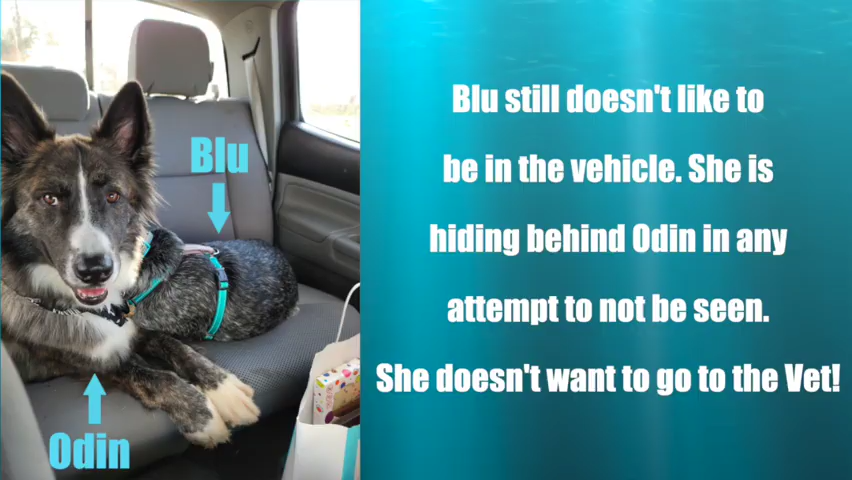 Blu
Odin
Blu still doesn't like to
be in the vehicle. She is
hiding behind Odin in any
attempt to not be seen.
She doesn't want to go to the Vet!